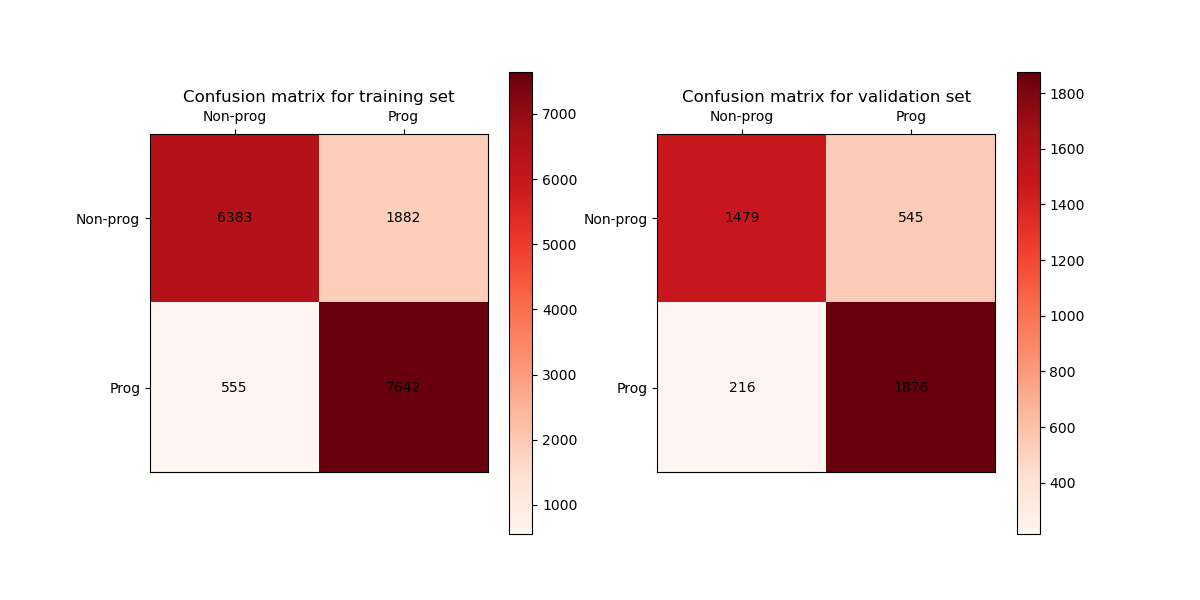 Confusion matrix for training set
Non-prog Prog
Non-prog 6383 1882
Prog 555 7642
7000
6000
5000
4000
3000
2000
1000
Confusion matrix for validation set
Non-prog Prog
Non-prog 1479 545
Prog 216 1876
1800
1600
1400
1200
1000
800
600
400